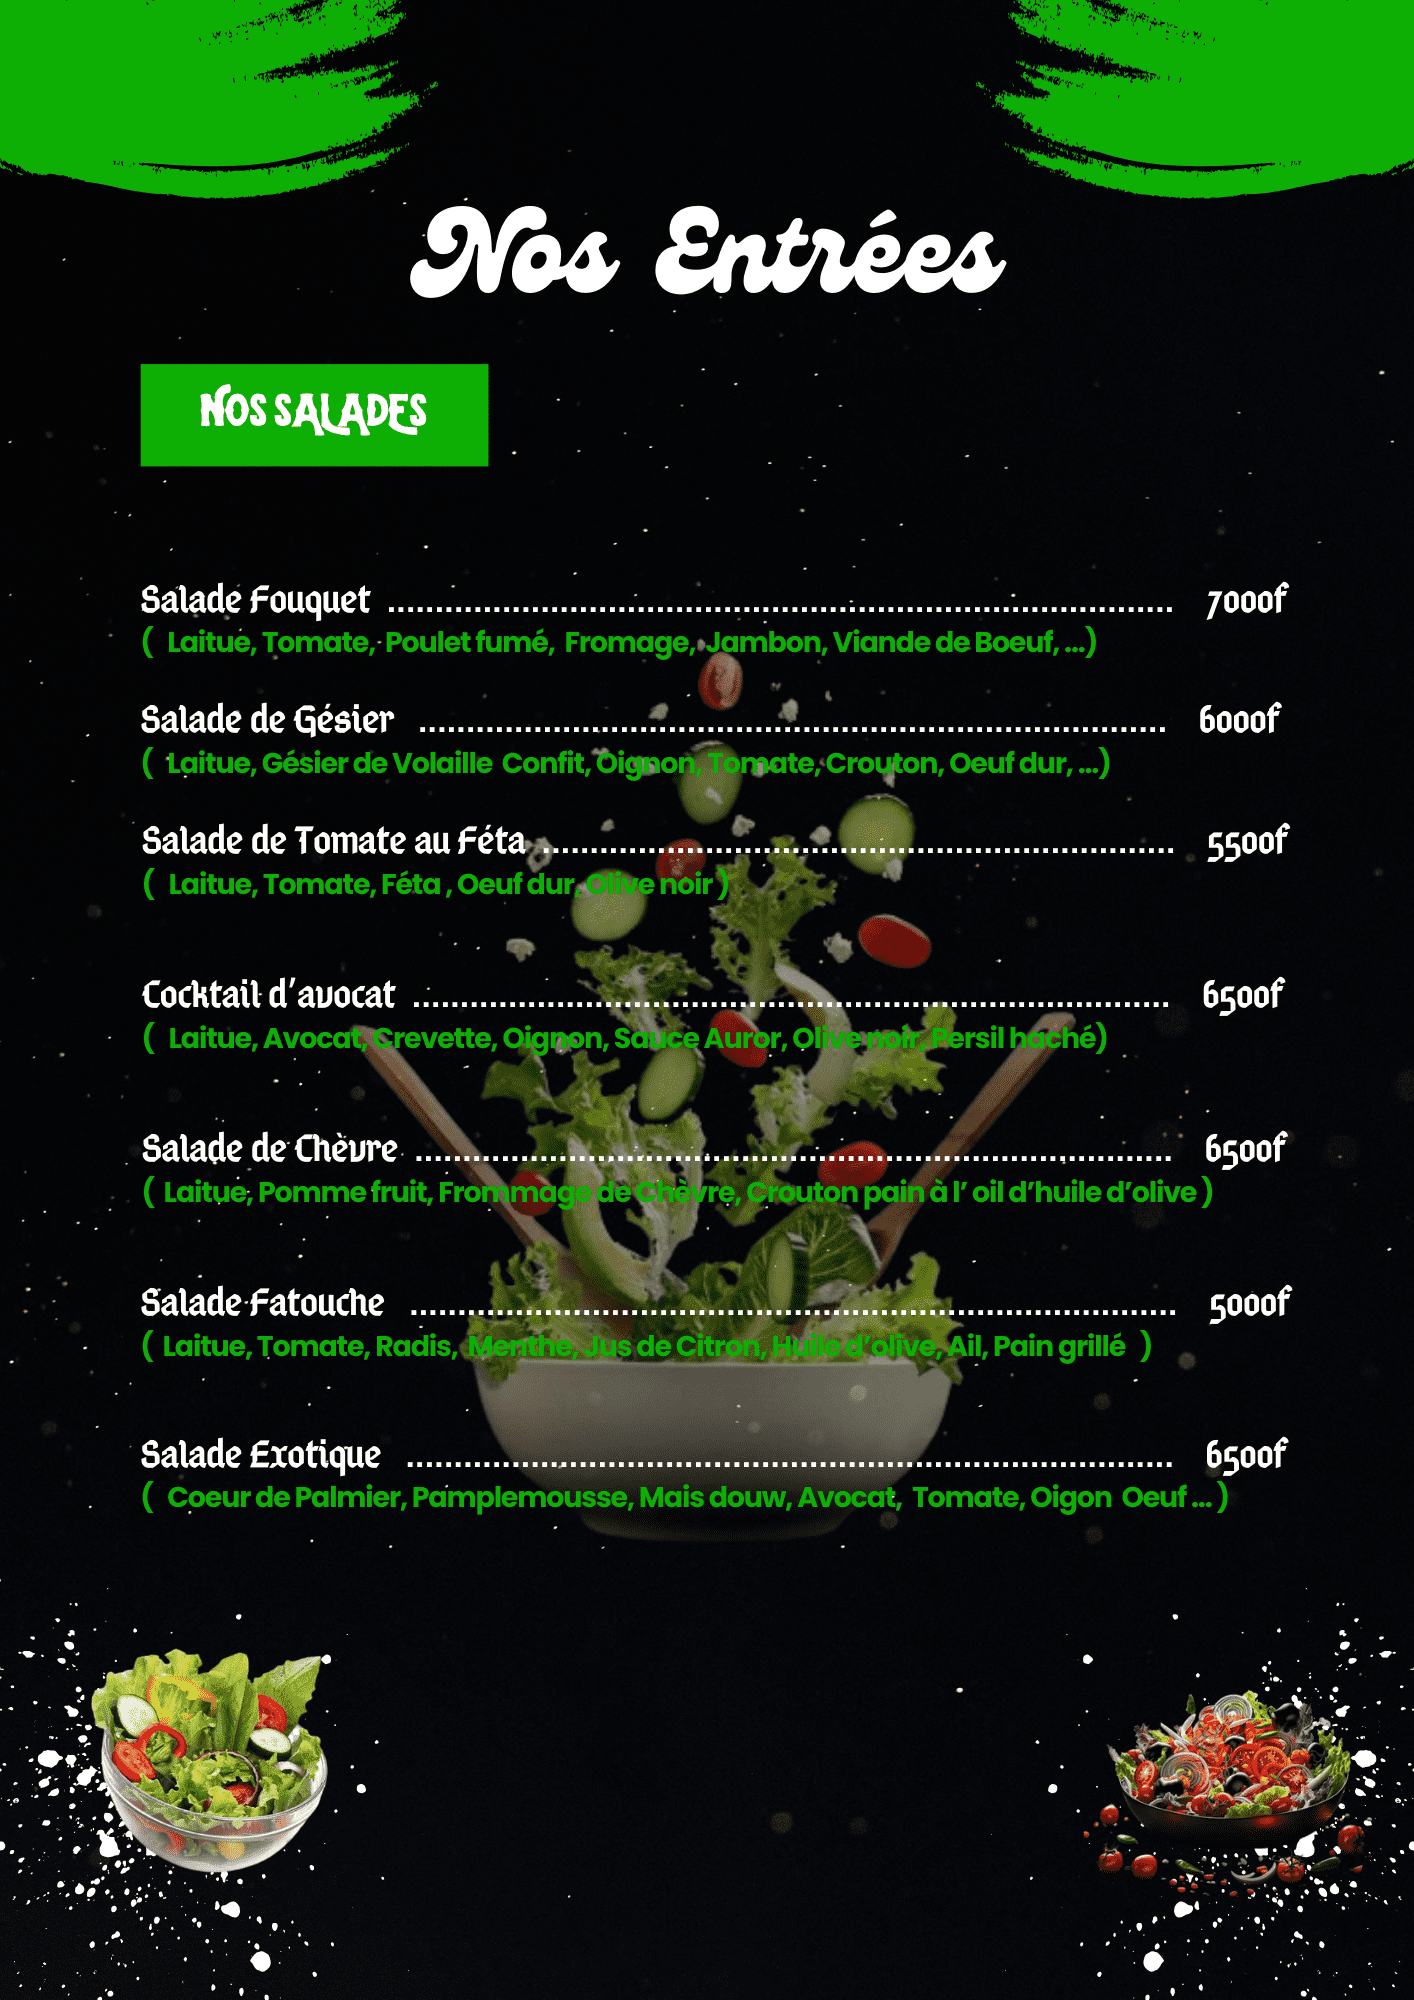 Nos Entrées
NOS SALADES
Salade Fouquet ........................................................................ 7000f
( Laitue, Tomate, Poulet fumé, Fromage, Jambon, Viande de Boeuf, ...)
Salade de Gésier ........................................................................ 6000f
( Laitue, Gésier de Volaille Confit, Oignon, Tomate, Crouton, Oeuf dur, ...)
Salade de Tomate au Féta ............................................................ 5500f
( Laitue, Tomate, Féta , Oeuf dur, Olive noir )
Cocktail d'avocat ........................................................................ 6500f
( Laitue, Avocat, Crevette, Oignon, Sauce Auror, Olive noir, Persil haché)
Salade de Chèvre ........................................................................ 6500f
( Laitue, Pomme fruit, Frommage de Chèvre, Crouton pain à l' oil d'huile d'olive )
Salade Fatouche ........................................................................ 5000f
( Laitue, Tomate, Radis, Menthe, Jus de Citron, Huile d'olive, Ail, Pain grillé )
Salade Exotique ........................................................................ 6500f
( Coeur de Palmier, Pamplemousse, Mais douw, Avocat, Tomate, Oigon Oeuf ... )